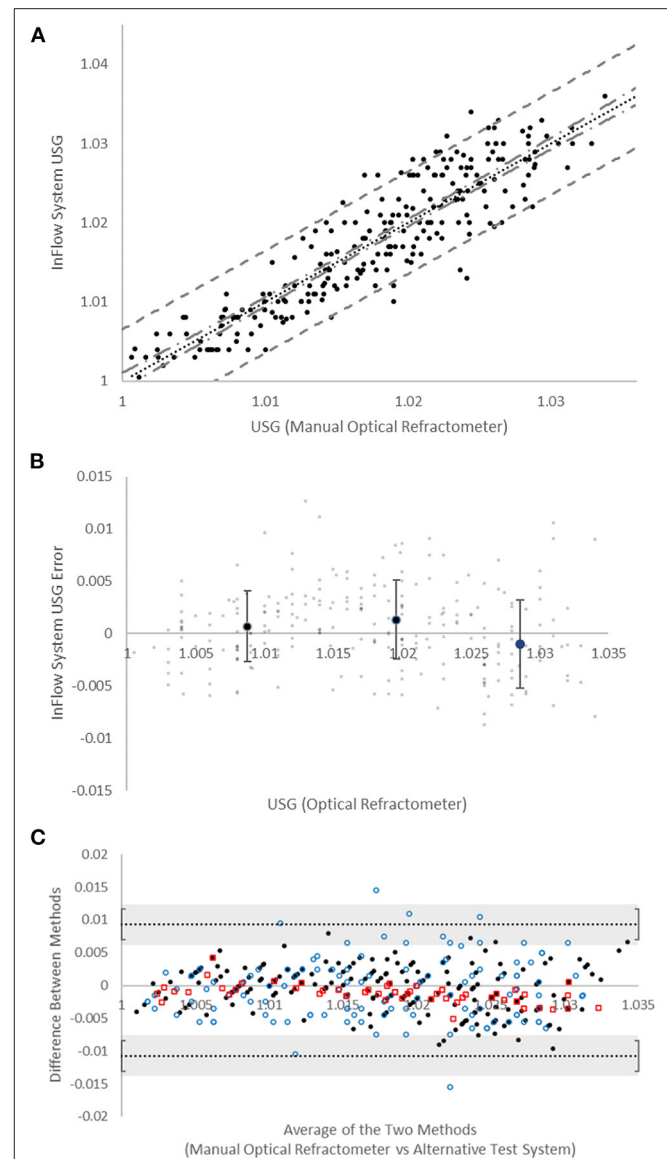 A
1.04
1.03
1.02
1.01
1
InFlow System USG
1 1.01 1.02 1.03
USG (Manual Optical Refractometer)
B
0.015
0.01
0.005
0
-0.005
-0.01
-0.015
InFlow System USG Error
1 1.005 1.01 1.015 1.02 1.025 1.03 1.035
USG (Optical Refractometer)
C
0.02
0.015
0.01
0.005
0
-0.005
-0.01
-0.015
-0.02
Difference Between Methods
1 1.005 1.01 1.015 1.02 1.025 1.03 1.035
Average of the Two Methods
(Manual Optical Refractometer vs Alternative Test System)